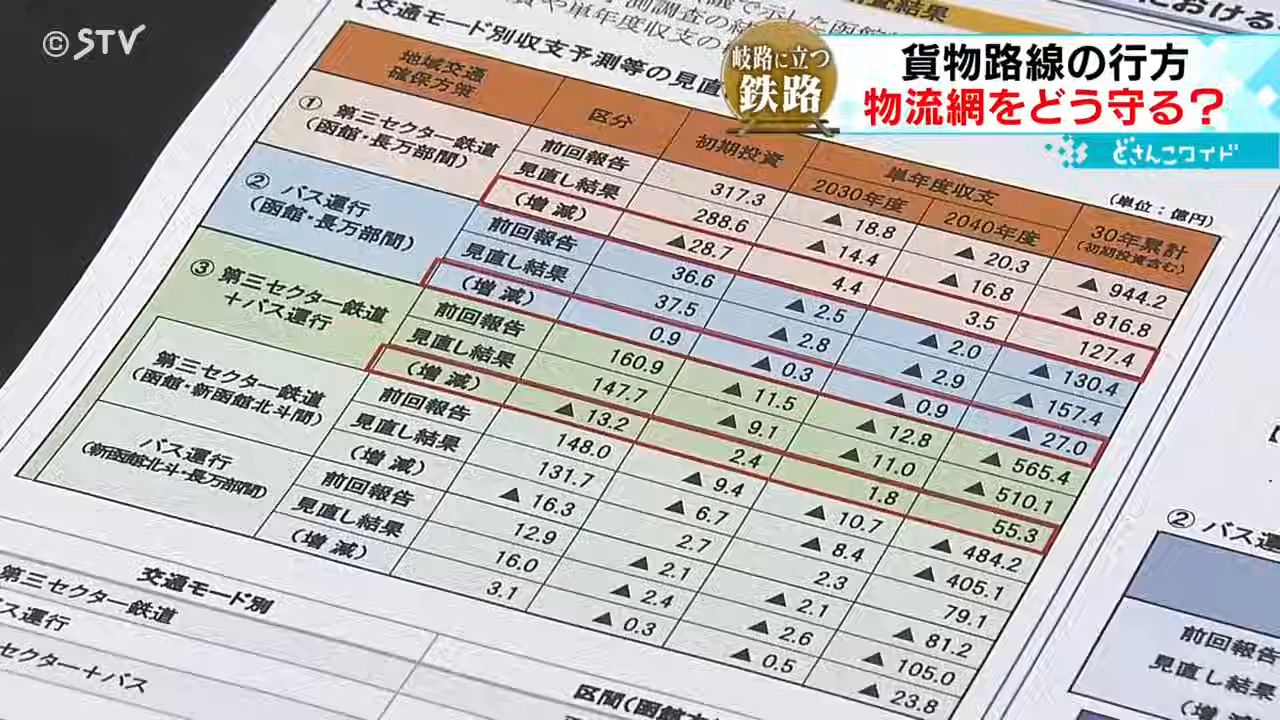 © STV
岐路に立つ
鉄路
貨物路線の行方
物流網をどう守る?
どさんこワイド
【交通モード別収支予測等の見直
(単位:億円)
地域交通確保方策 区分 初期投資 単年度収支 2030年度 2040年度 30年累計(初期投資含む)
① 第三セクター鉄道(函館・長万部間)
前回報告 317.3 ▲ 18.8 ▲ 20.3 ▲ 944.2
見直し結果 288.6 ▲ 14.4 ▲ 16.8 ▲ 816.8
(増 減) ▲28.7 4.4 3.5 127.4
② バス運行(函館・長万部間)
前回報告 36.6 ▲ 2.5 ▲ 2.0 ▲ 130.4
見直し結果 37.5 ▲ 2.8 ▲ 2.9 ▲ 157.4
(増 減) 0.9 ▲ 0.3 ▲ 0.9 ▲ 27.0
③ 第三セクター鉄道+バス運行
前回報告 160.9 ▲ 11.5 ▲ 12.8 ▲ 565.4
見直し結果 147.7 ▲ 9.1 ▲ 11.0 ▲ 510.1
(増 減) ▲ 13.2 2.4 1.8 55.3
第三セクター鉄道(函館・新函館北斗間)
前回報告 148.0 ▲ 9.4 ▲ 10.7 ▲ 484.2
見直し結果 131.7 ▲ 6.7 ▲ 8.4 ▲ 405.1
(増 減) ▲ 16.3 2.7 2.3 79.1
バス運行(新函館北斗・長万部間)
前回報告 12.9 ▲ 2.1 ▲ 2.1 ▲ 81.2
見直し結果 16.0 ▲ 2.4 ▲ 2.6 ▲ 105.0
(増 減) 3.1 ▲ 0.3 ▲ 0.5 ▲ 23.8
交通モード別
第三セクター鉄道
バス運行
セクター+バス
② バス運
前回報告
見直し結果
(増 減)